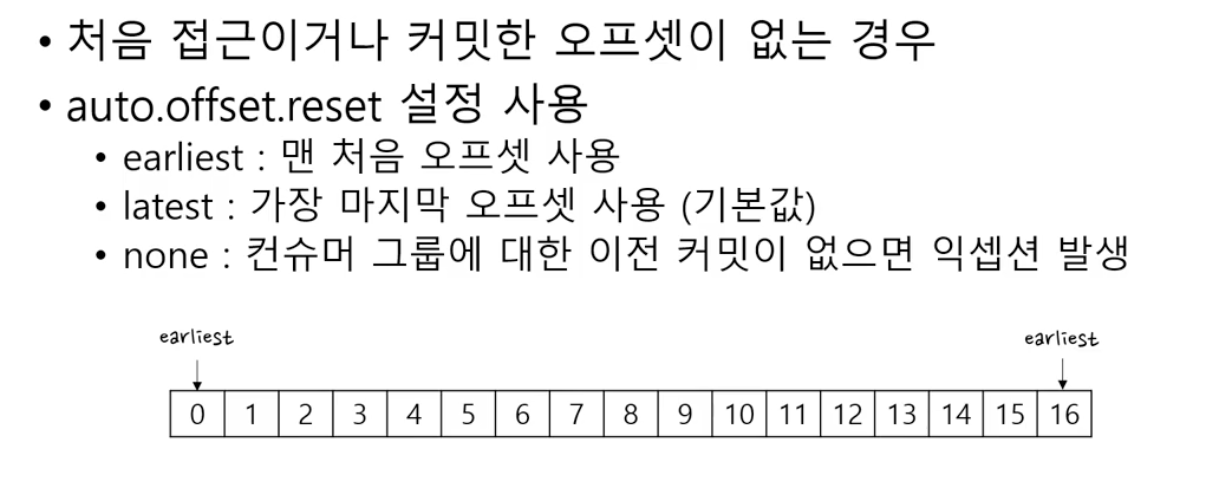 • 처음 접근이거나 커밋한 오프셋이 없는 경우
• auto.offset.reset 설정 사용
• earliest : 맨 처음 오프셋 사용
• latest : 가장 마지막 오프셋 사용 (기본값)
• none : 컨슈머 그룹에 대한 이전 커밋이 없으면 익셉션 발생
earliest earliest
0 1 2 3 4 5 6 7 8 9 10 11 12 13 14 15 16